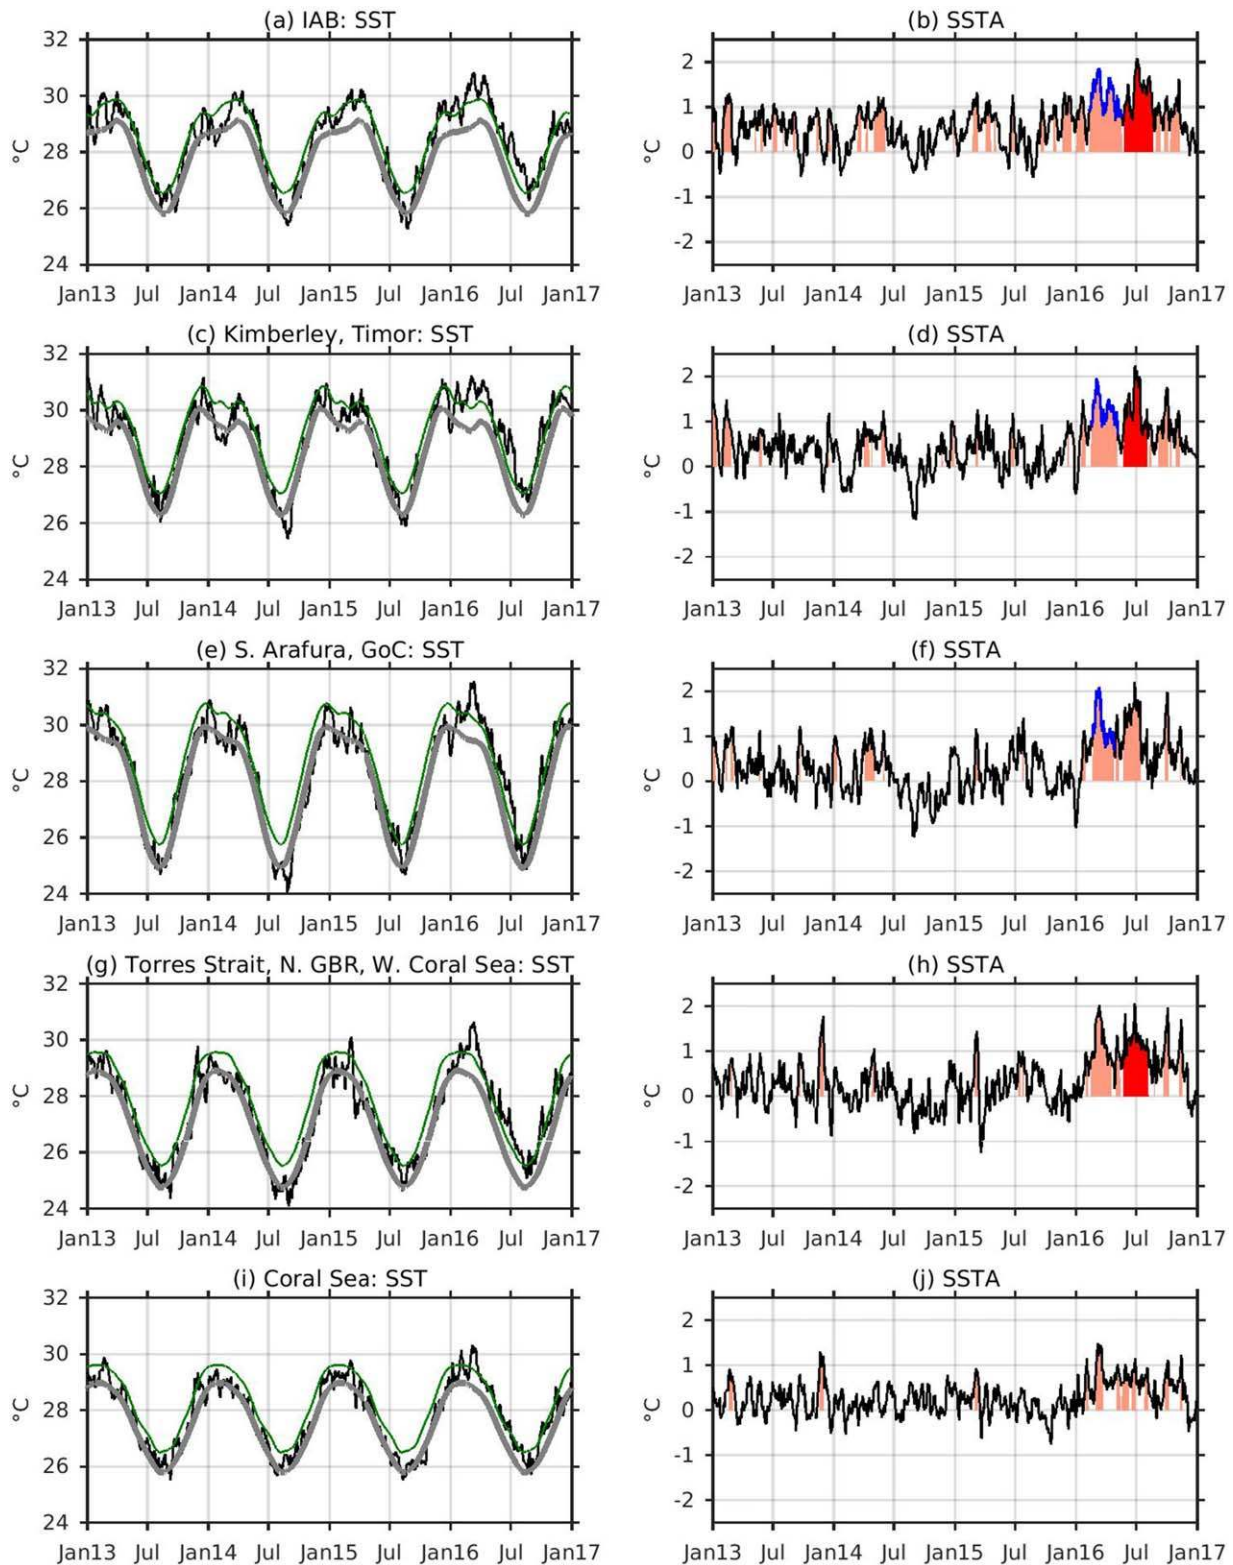 (a) IAB: SST
(b) SSTA
32
30
28
26
24
°C
2
1
0
-1
-2
°C
Jan13 Jul Jan14 Jul Jan15 Jul Jan16 Jul Jan17
Jan13 Jul Jan14 Jul Jan15 Jul Jan16 Jul Jan17
(c) Kimberley, Timor: SST
(d) SSTA
32
30
28
26
24
°C
2
1
0
-1
-2
°C
Jan13 Jul Jan14 Jul Jan15 Jul Jan16 Jul Jan17
Jan13 Jul Jan14 Jul Jan15 Jul Jan16 Jul Jan17
(e) S. Arafura, GoC: SST
(f) SSTA
32
30
28
26
24
°C
2
1
0
-1
-2
°C
Jan13 Jul Jan14 Jul Jan15 Jul Jan16 Jul Jan17
Jan13 Jul Jan14 Jul Jan15 Jul Jan16 Jul Jan17
(g) Torres Strait, N. GBR, W. Coral Sea: SST
(h) SSTA
32
30
28
26
24
°C
2
1
0
-1
-2
°C
Jan13 Jul Jan14 Jul Jan15 Jul Jan16 Jul Jan17
Jan13 Jul Jan14 Jul Jan15 Jul Jan16 Jul Jan17
(i) Coral Sea: SST
(j) SSTA
32
30
28
26
24
°C
2
1
0
-1
-2
°C
Jan13 Jul Jan14 Jul Jan15 Jul Jan16 Jul Jan17
Jan13 Jul Jan14 Jul Jan15 Jul Jan16 Jul Jan17